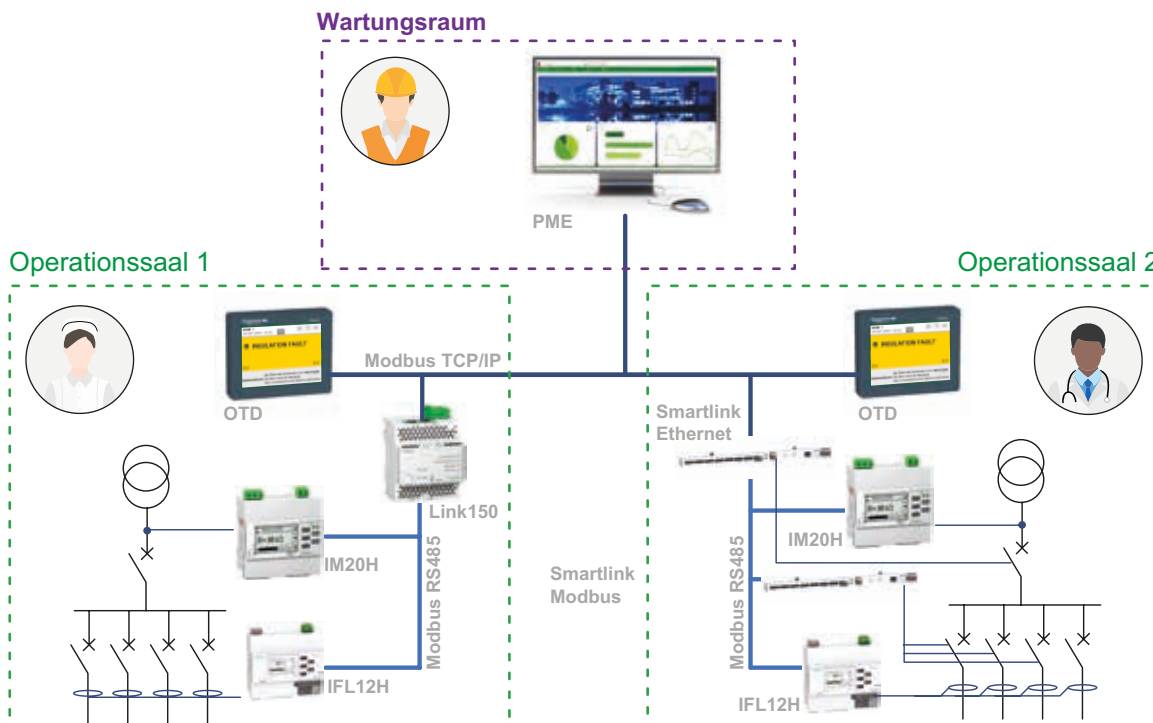 Wartungsraum
PME
Operationssaal 1
Operationssaal 2
INSULATION FAULT
INSULATION FAULT
Modbus TCP/IP
OTD
OTD
Smartlink
Ethernet
Link150
IM20H
IM20H
Modbus RS485
Smartlink
Modbus
Modbus RS485
IFL12H
IFL12H